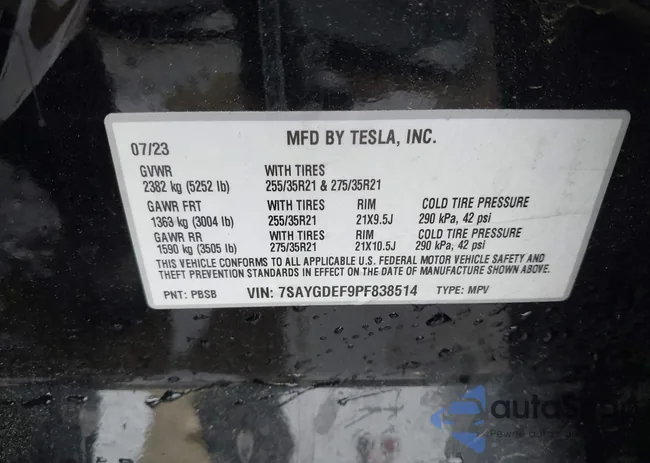 07/23 MFD BY TESLA, INC.
GVWR WITH TIRES
2382 kg (5252 lb) 255/35R21 & 275/35R21
GAWR FRT WITH TIRES RIM COLD TIRE PRESSURE
1363 kg (3004 lb) 255/35R21 21X9.5J 290 kPa, 42 psi
GAWR RR WITH TIRES RIM COLD TIRE PRESSURE
1590 kg (3505 lb) 275/35R21 21X10.5J 290 kPa, 42 psi
THIS VEHICLE CONFORMS TO ALL APPLICABLE U.S. FEDERAL MOTOR VEHICLE SAFETY AND
THEFT PREVENTION STANDARDS IN EFFECT ON THE DATE OF MANUFACTURE SHOWN ABOVE.
PNT: PBSB VIN: 7SAYGDEF9PF838514 TYPE: MPV